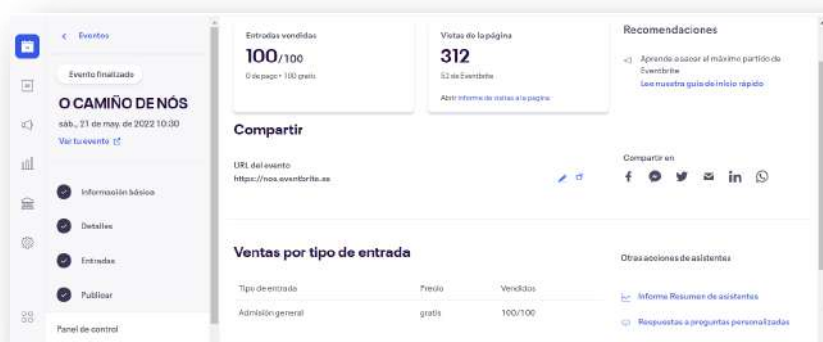 Eventos
Evento finalizado
O CAMIÑO DE NÓS
sáb., 21 de may. de 2022 10:30
Ver tu evento
Información básica
Detalles
Entradas
Publicar
Panel de control
Entradas vendidas
100/100
0 de pago • 100 gratis
Vistas de la página
312
52 de Eventbrite
Abrir informe de visitas a la página
Compartir
URL del evento
https://nos.eventbrite.es
Ventas por tipo de entrada
Tipo de entrada Precio Vendidos
Admisión general gratis 100/100
Recomendaciones
Aprende a sacar el máximo partido de
Eventbrite
Lee nuestra guía de inicio rápido
Compartir en
Otras acciones de asistentes
Informe Resumen de asistentes
Respuestas a preguntas personalizadas